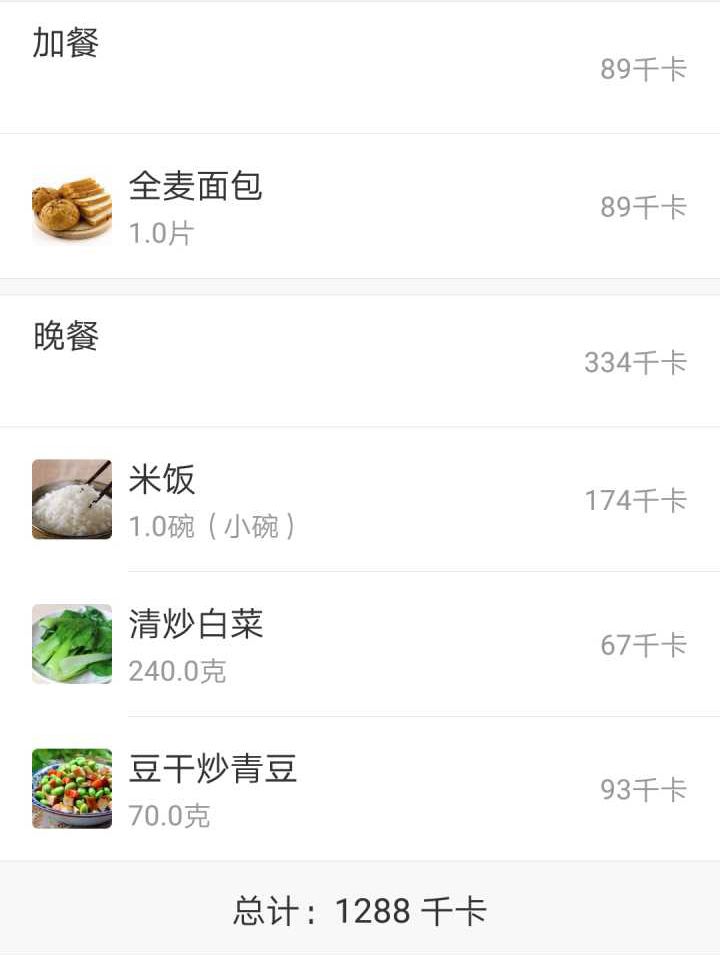 加餐
89千卡
全麦面包
89千卡
1.0片
晚餐
334千卡
米饭
174千卡
1.0碗（小碗）
清炒白菜
67千卡
240.0克
豆干炒青豆
93千卡
70.0克
总计：1288 千卡